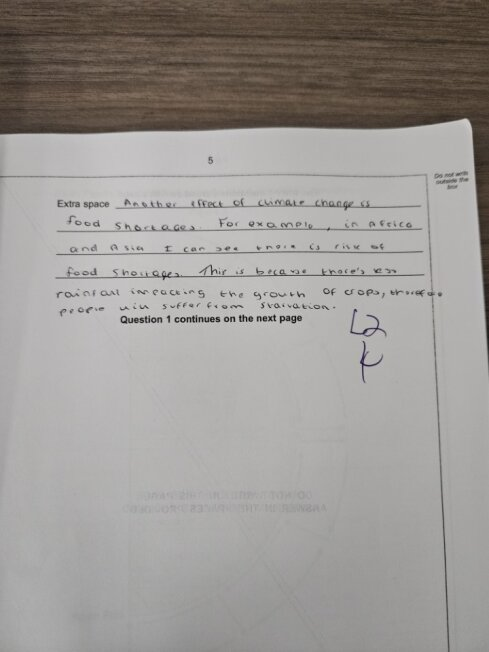 5
Do not write
outside the
box
Extra space Another effect of climate change is
food shortages. For example, in Africa
and Asia I can see there is risk of
food shortages. This is because there's less
rainfall impacting the growth of crops, therefore
people will suffer from starvation.
Question 1 continues on the next page
L2